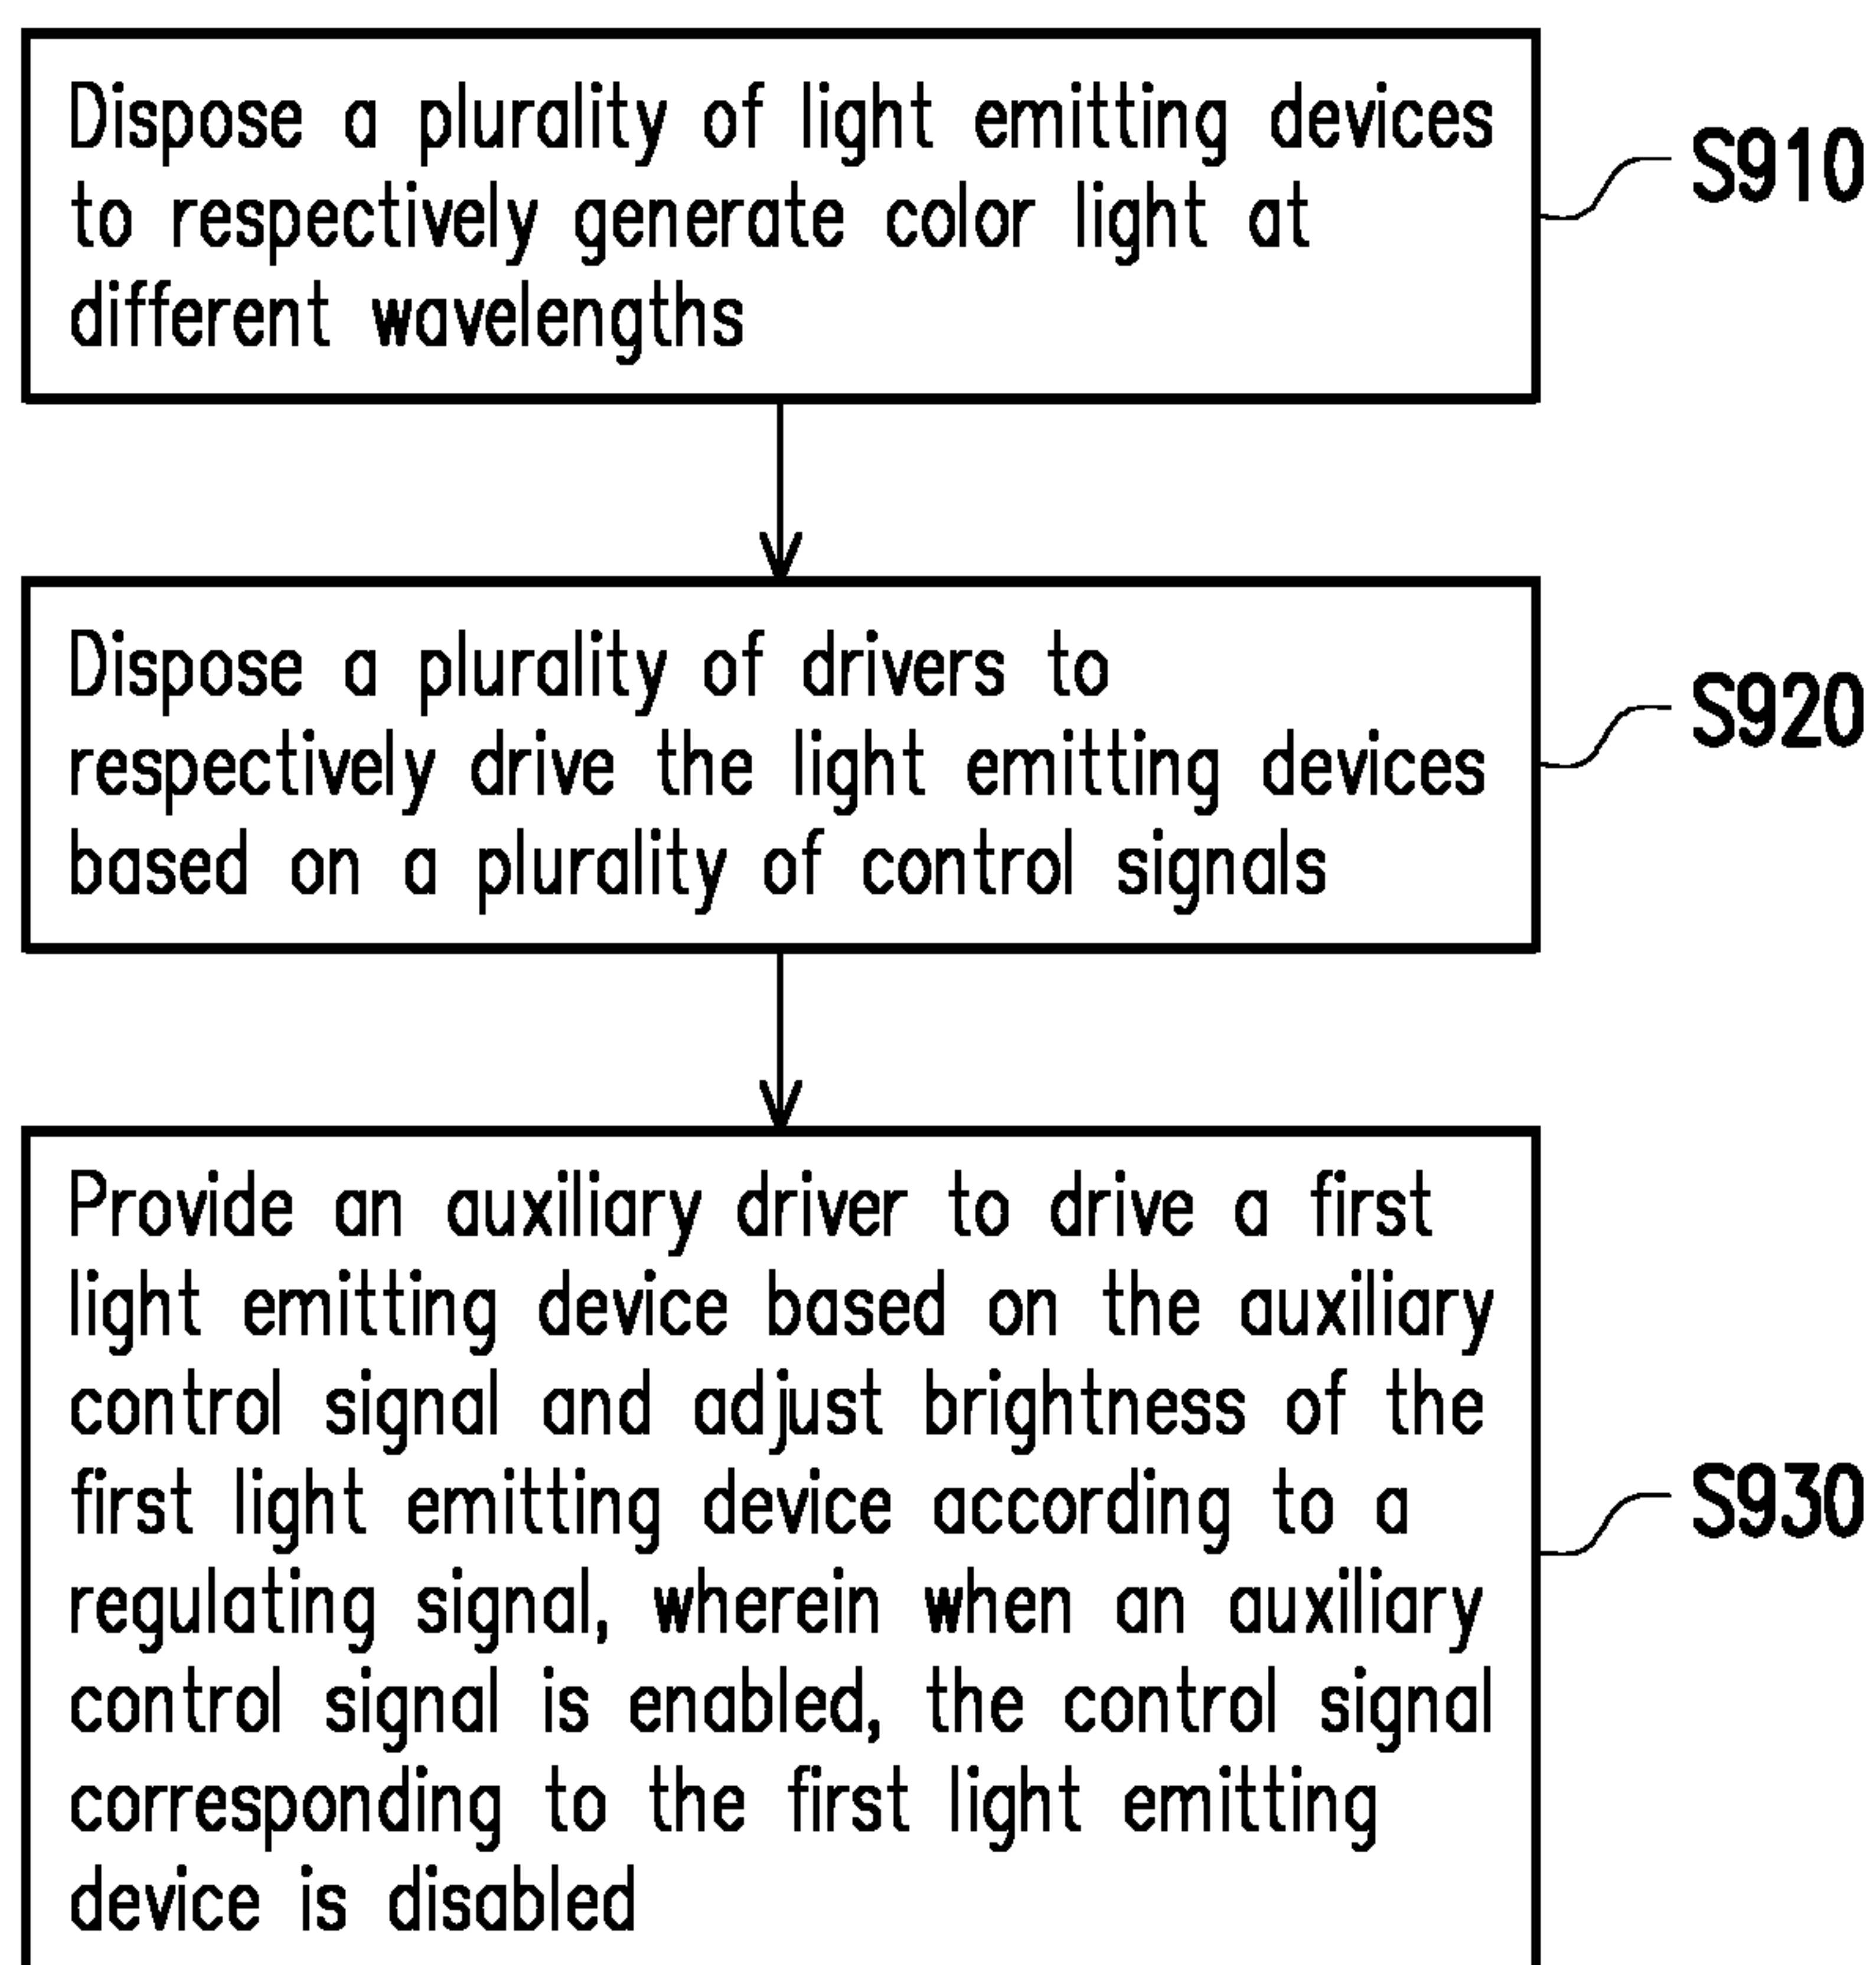 Dispose a plurality of light emitting devices
to respectively generate color light at
different wavelengths
S910
Dispose a plurality of drivers to
respectively drive the light emitting devices
based on a plurality of control signals
S920
Provide an auxiliary driver to drive a first
light emitting device based on the auxiliary
control signal and adjust brightness of the
first light emitting device according to a
regulating signal, wherein when an auxiliary
control signal is enabled, the control signal
corresponding to the first light emitting
device is disabled
S930